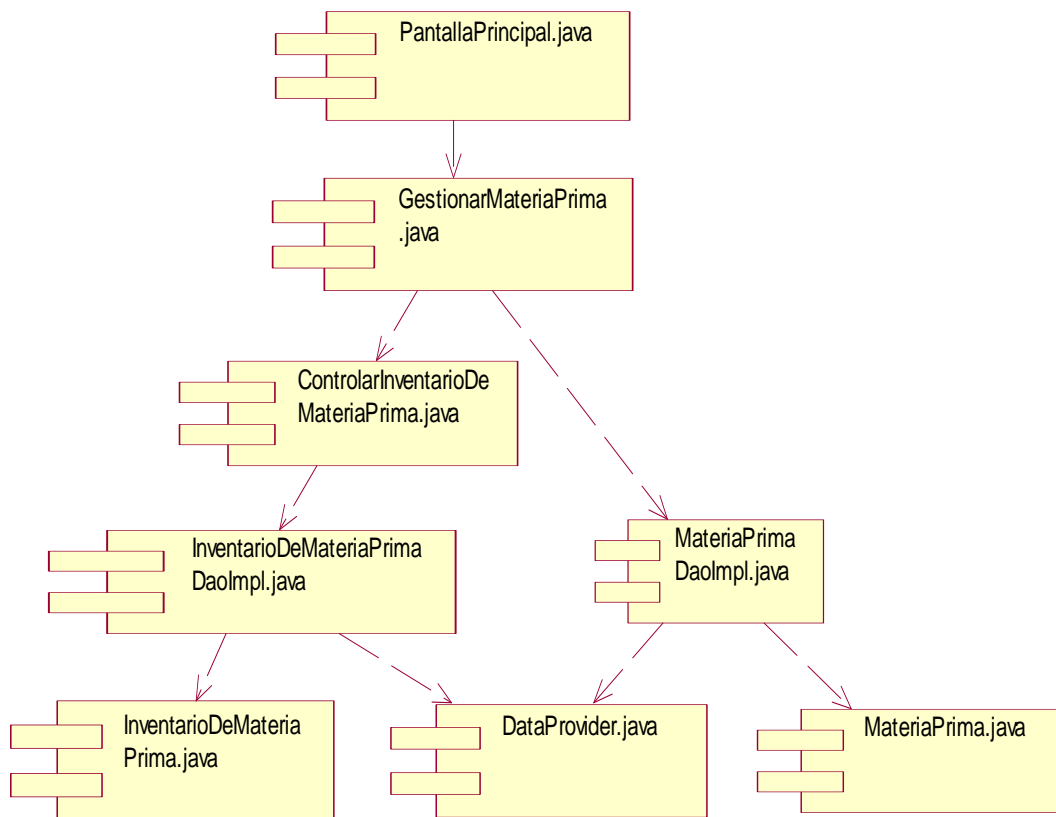 PantallaPrincipal.java
GestionarMateriaPrima
.java
ControlarInventarioDe
MateriaPrima.java
InventarioDeMateriaPrima
DaoImpl.java
MateriaPrima
DaoImpl.java
InventarioDeMateria
Prima.java
DataProvider.java
MateriaPrima.java